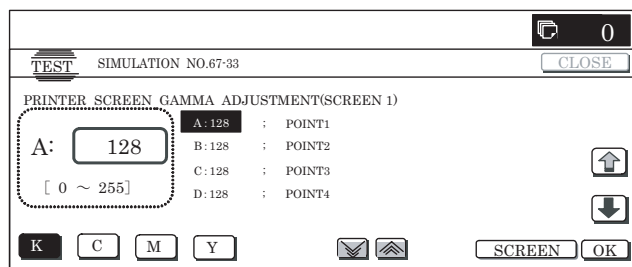 0
TEST SIMULATION NO.67-33 CLOSE
PRINTER SCREEN GAMMA ADJUSTMENT(SCREEN 1)
A: 128
[ 0 ～ 255]
A:128 ; POINT1
B:128 ; POINT2
C:128 ; POINT3
D:128 ; POINT4
K C M Y SCREEN OK